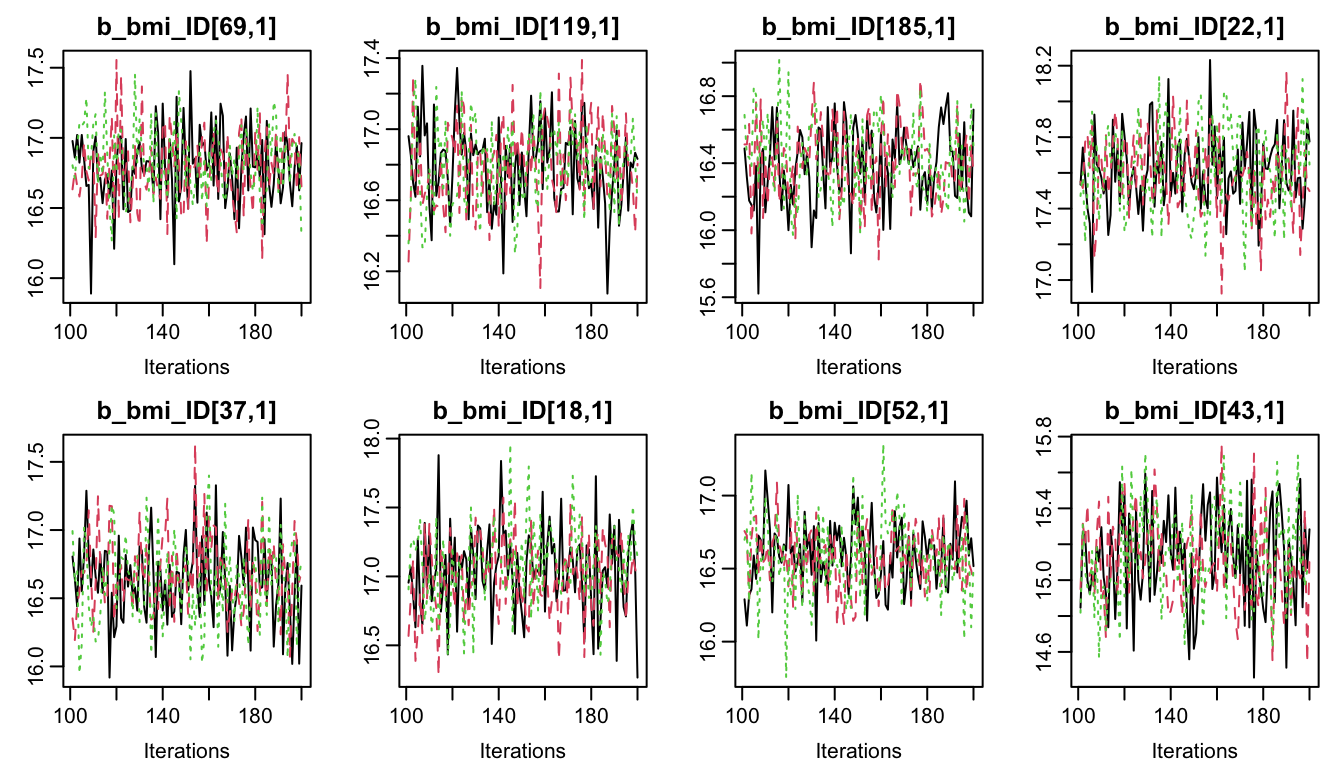 b_bmi_ID[69,1] b_bmi_ID[119,1] b_bmi_ID[185,1] b_bmi_ID[22,1]
16.0 16.5 17.0 17.5
16.2 16.6 17.0 17.4
15.6 16.0 16.4 16.8
17.0 17.4 17.8 18.2
100 140 180 100 140 180 100 140 180 100 140 180
Iterations Iterations Iterations Iterations
b_bmi_ID[37,1] b_bmi_ID[18,1] b_bmi_ID[52,1] b_bmi_ID[43,1]
16.0 16.5 17.0 17.5
16.5 17.0 17.5 18.0
16.0 16.5 17.0
14.6 15.0 15.4 15.8
100 140 180 100 140 180 100 140 180 100 140 180
Iterations Iterations Iterations Iterations